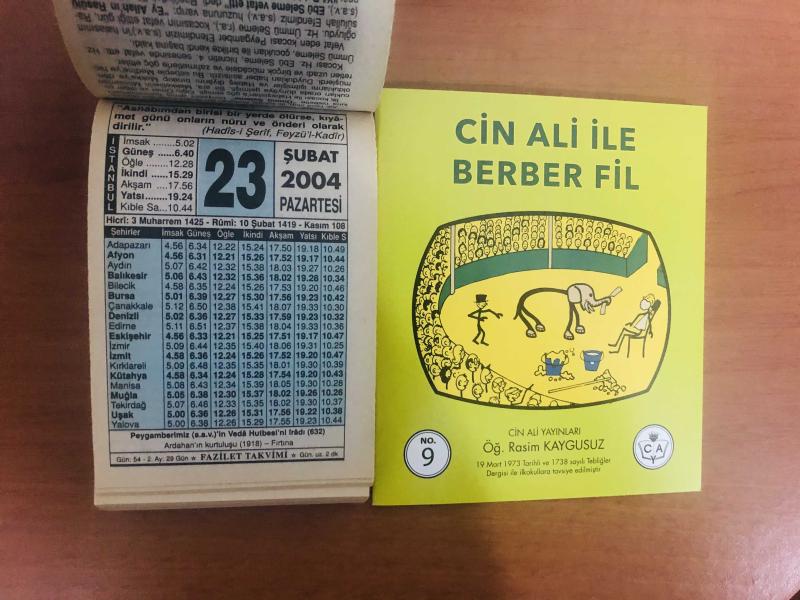 "Ashabımdan birisi bir yerde ölürse, kıyâ-
met günü onların nûru ve önderi olarak
dirilir." (Hadîs-i Şerîf, Feyzü'l-Kadîr)
İSTANBUL
İmsak .....5.02
Güneş ......6.40
Öğle ........12.28
İkindi ......15.29
Akşam ....17.56
Yatsı........19.24
Kıble Sa...10.44
23
ŞUBAT
2004
PAZARTESİ
Hicrî: 3 Muharrem 1425 - Rûmî: 10 Şubat 1419 - Kasım 108
Şehirler İmsak Güneş Öğle İkindi Akşam Yatsı Kıble S
Adapazarı 4.56 6.34 12.22 15.24 17.50 19.18 10.49
Afyon 4.56 6.31 12.21 15.26 17.52 19.17 10.44
Aydın 5.07 6.42 12.32 15.38 18.03 19.27 10.26
Balıkesir 5.06 6.43 12.32 15.36 18.02 19.28 10.34
Bilecik 4.58 6.35 12.24 15.26 17.53 19.20 10.46
Bursa 5.01 6.39 12.27 15.30 17.56 19.23 10.42
Çanakkale 5.12 6.50 12.38 15.41 18.07 19.33 10.30
Denizli 5.02 6.36 12.27 15.33 17.59 19.23 10.32
Edirne 5.11 6.51 12.37 15.38 18.04 19.33 10.36
Eskişehir 4.56 6.33 12.21 15.25 17.51 19.17 10.47
İzmir 5.09 6.44 12.35 15.40 18.06 19.31 10.25
İzmit 4.58 6.36 12.24 15.26 17.52 19.20 10.47
Kırklareli 5.09 6.48 12.35 15.35 18.01 19.30 10.39
Kütahya 4.58 6.34 12.24 15.28 17.54 19.20 10.43
Manisa 5.08 6.43 12.34 15.39 18.05 19.30 10.28
Muğla 5.05 6.38 12.30 15.37 18.02 19.26 10.26
Tekirdağ 5.07 6.46 12.33 15.35 18.02 19.30 10.37
Uşak 5.00 6.36 12.26 15.31 17.56 19.22 10.38
Yalova 5.00 6.38 12.26 15.29 17.55 19.23 10.44
Peygamberimiz (s.a.v.)'in Vedâ Hutbesi'ni îrâdı (632)
Ardahan'ın kurtuluşu (1918) – Fırtına
Gün: 54 - 2. Ay: 29 Gün ★ FAZİLET TAKVİMİ ★ Gün. uz. 2 dk
CİN ALİ İLE
BERBER FİL
NO.
9
CİN ALİ YAYINLARI
Öğ. Rasim KAYGUSUZ
19 Mart 1973 Tarihli ve 1738 sayılı Tebliğler
Dergisi ile ilkokullara tavsiye edilmiştir
C A
Y